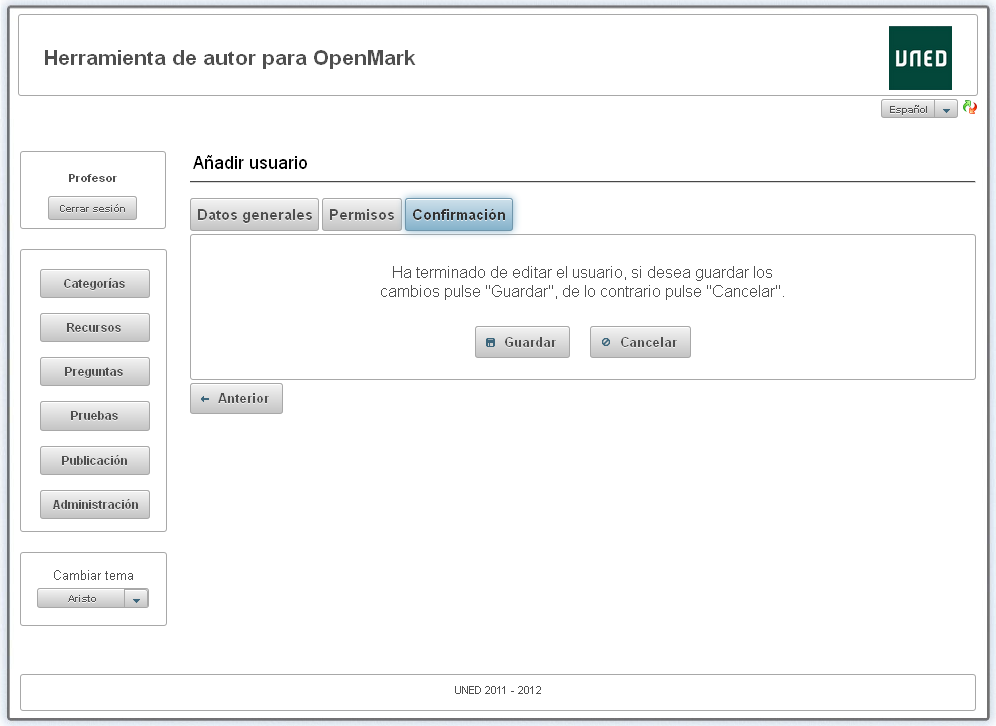 Herramienta de autor para OpenMark
UNED
Español
Profesor
Cerrar sesión
Categorías
Recursos
Preguntas
Pruebas
Publicación
Administración
Cambiar tema
Aristo
Añadir usuario
Datos generales
Permisos
Confirmación
Ha terminado de editar el usuario, si desea guardar los
cambios pulse "Guardar", de lo contrario pulse "Cancelar".
Guardar
Cancelar
Anterior
UNED 2011 - 2012